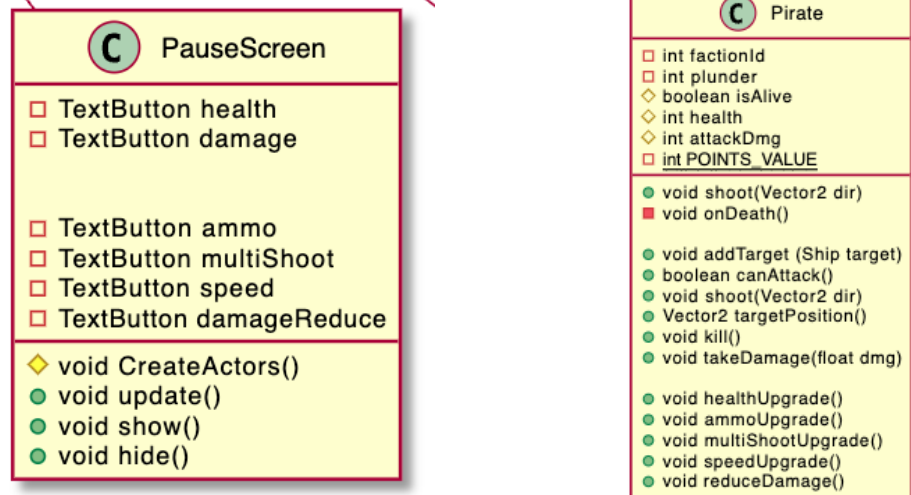 C PauseScreen
TextButton health
TextButton damage
TextButton ammo
TextButton multiShoot
TextButton speed
TextButton damageReduce
void CreateActors()
void update()
void show()
void hide()
C Pirate
int factionId
int plunder
boolean isAlive
int health
int attackDmg
int POINTS_VALUE
void shoot(Vector2 dir)
void onDeath()
void addTarget (Ship target)
boolean canAttack()
void shoot(Vector2 dir)
Vector2 targetPosition()
void kill()
void takeDamage(float dmg)
void healthUpgrade()
void ammoUpgrade()
void multiShootUpgrade()
void speedUpgrade()
void reduceDamage()